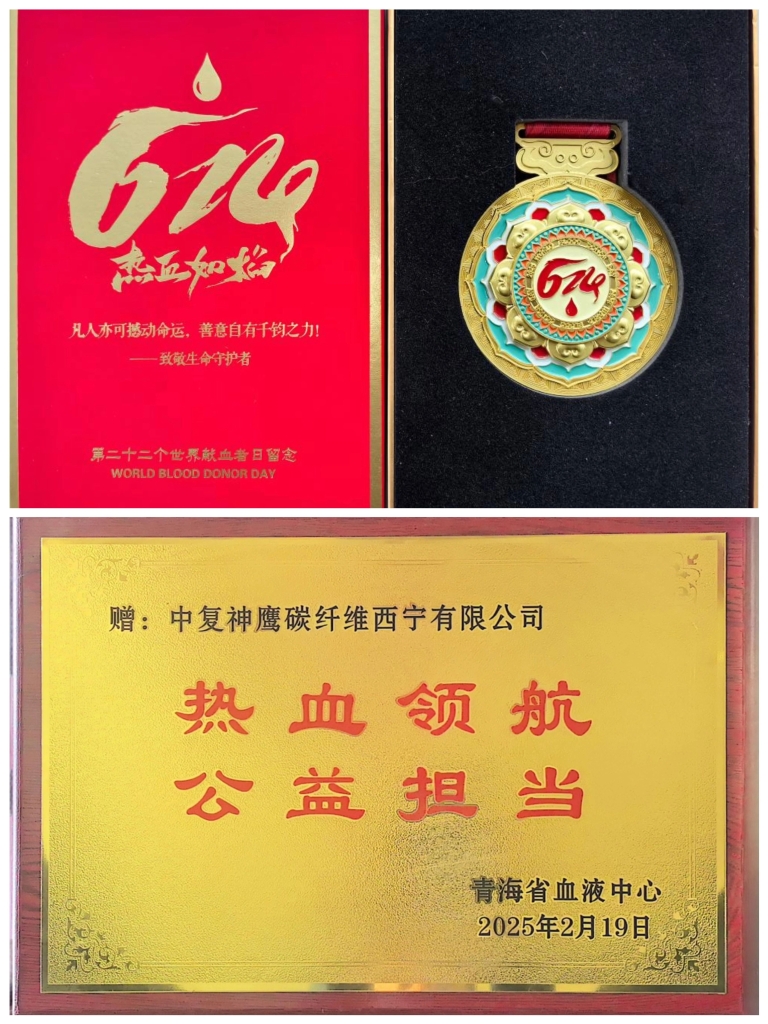 614
热血如焰
凡人亦可撼动命运，善意自有千钧之力！
——致敬生命守护者
第二十二个世界献血者日留念
WORLD BLOOD DONOR DAY
614
赠：中复神鹰碳纤维西宁有限公司
热血领航
公益担当
青海省血液中心
2025年2月19日